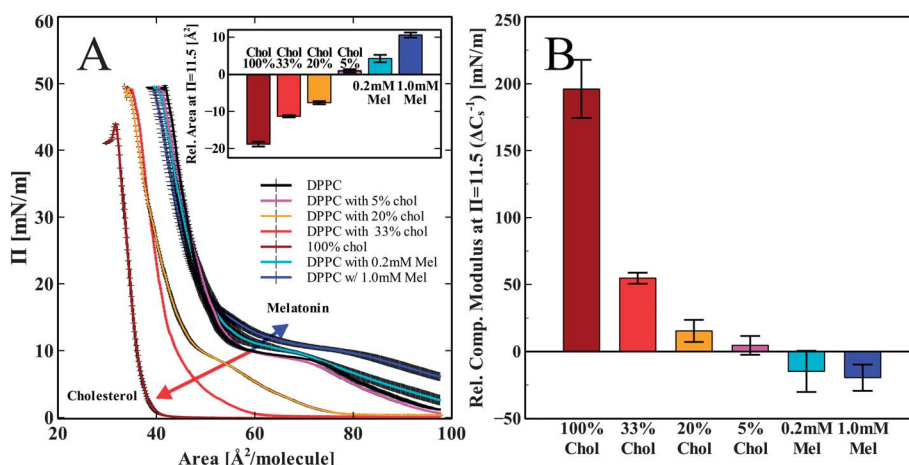 A
60
50
40
30
20
10
0
Π [mN/m]
20
40
60
80
100
Area [Å²/molecule]
Rel. Area at Π=11.5 [Å²]
10
0
−10
−20
Chol
100%
Chol
33%
Chol
20%
Chol
5%
0.2mM
Mel
1.0mM
Mel
DPPC
DPPC with 5% chol
DPPC with 20% chol
DPPC with 33% chol
100% chol
DPPC with 0.2mM Mel
DPPC w/ 1.0mM Mel
Melatonin
Cholesterol
B
Rel. Comp. Modulus at Π=11.5 (ΔCs⁻¹) [mN/m]
250
200
150
100
50
0
−50
100%
Chol
33%
Chol
20%
Chol
5%
Chol
0.2mM
Mel
1.0mM
Mel